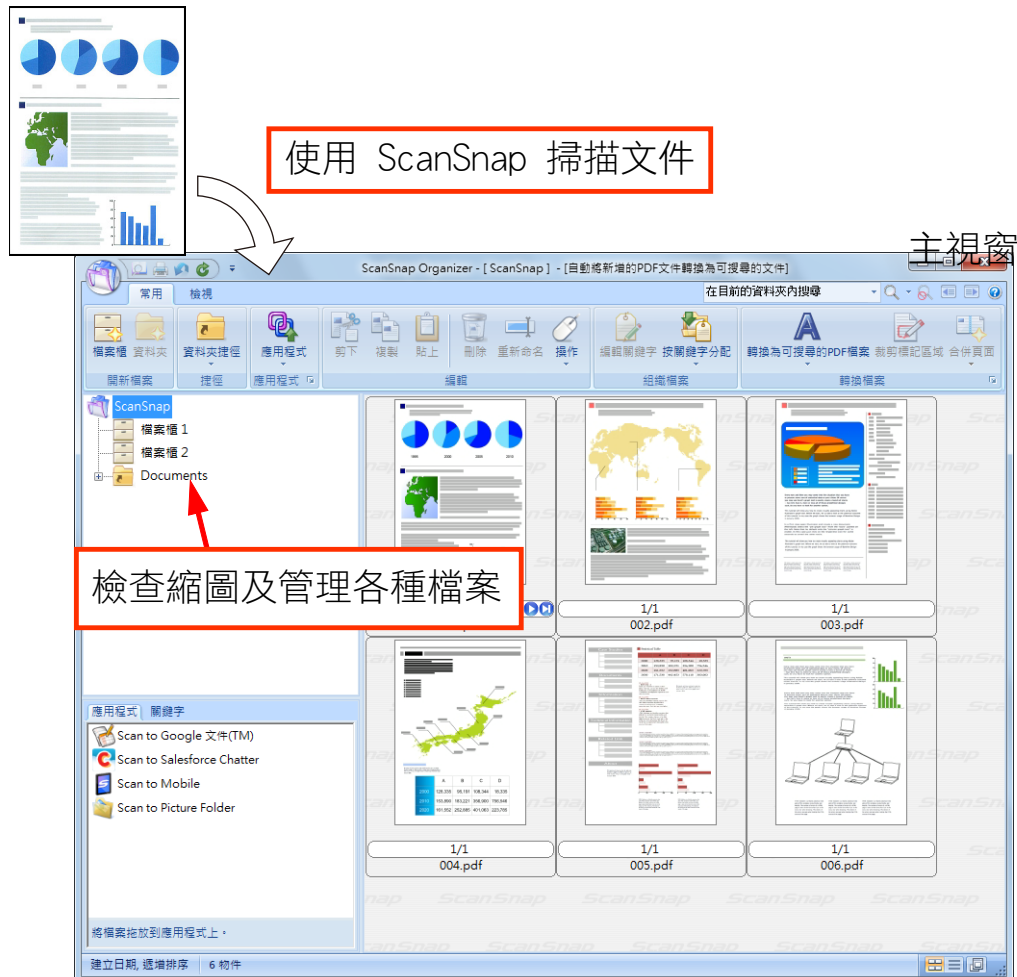 使用 ScanSnap 掃描文件
主視窗
ScanSnap Organizer - [ ScanSnap ] - [自動將新增的PDF文件轉換為可搜尋的文件]
常用 檢視
在目前的資料夾內搜尋
檔案櫃 資料夾 資料夾捷徑 應用程式 剪下 複製 貼上 刪除 重新命名 操作 編輯關鍵字 按關鍵字分配 轉換為可搜尋的PDF檔案 裁剪標記區域 合併頁面
開新檔案 捷徑 應用程式 編輯 組織檔案 轉換檔案
ScanSnap
檔案櫃 1
檔案櫃 2
Documents
檢查縮圖及管理各種檔案
1/1
002.pdf
1/1
003.pdf
應用程式 關鍵字
Scan to Google 文件(TM)
Scan to Salesforce Chatter
Scan to Mobile
Scan to Picture Folder
1/1
004.pdf
1/1
005.pdf
1/1
006.pdf
將檔案拖放到應用程式上。
建立日期, 遞增排序 6 物件